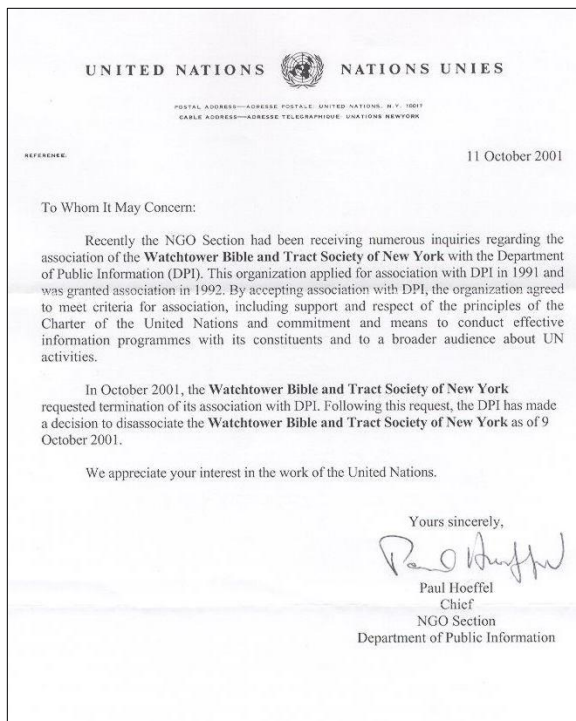 UNITED NATIONS NATIONS UNIES
POSTAL ADDRESS—ADRESSE POSTALE: UNITED NATIONS, N.Y. 10017
CABLE ADDRESS—ADRESSE TELEGRAPHIQUE: UNATIONS NEWYORK
REFERENCE:
11 October 2001
To Whom It May Concern:
Recently the NGO Section had been receiving numerous inquiries regarding the
association of the Watchtower Bible and Tract Society of New York with the Department
of Public Information (DPI). This organization applied for association with DPI in 1991 and
was granted association in 1992. By accepting association with DPI, the organization agreed
to meet criteria for association, including support and respect of the principles of the
Charter of the United Nations and commitment and means to conduct effective
information programmes with its constituents and to a broader audience about UN
activities.
In October 2001, the Watchtower Bible and Tract Society of New York
requested termination of its association with DPI. Following this request, the DPI has made
a decision to disassociate the Watchtower Bible and Tract Society of New York as of 9
October 2001.
We appreciate your interest in the work of the United Nations.
Yours sincerely,
Paul Hoeffel
Paul Hoeffel
Chief
NGO Section
Department of Public Information